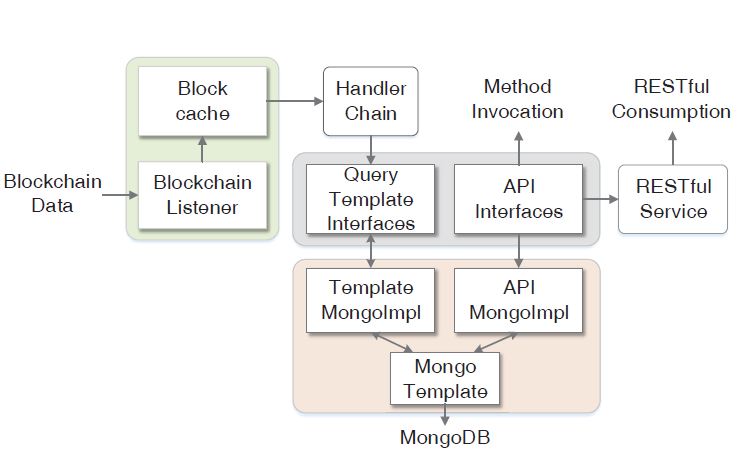 Block
cache
Handler
Chain
Method
Invocation
RESTful
Consumption
Blockchain
Data
Blockchain
Listener
Query
Template
Interfaces
API
Interfaces
RESTful
Service
Template
MongoImpl
API
MongoImpl
Mongo
Template
MongoDB